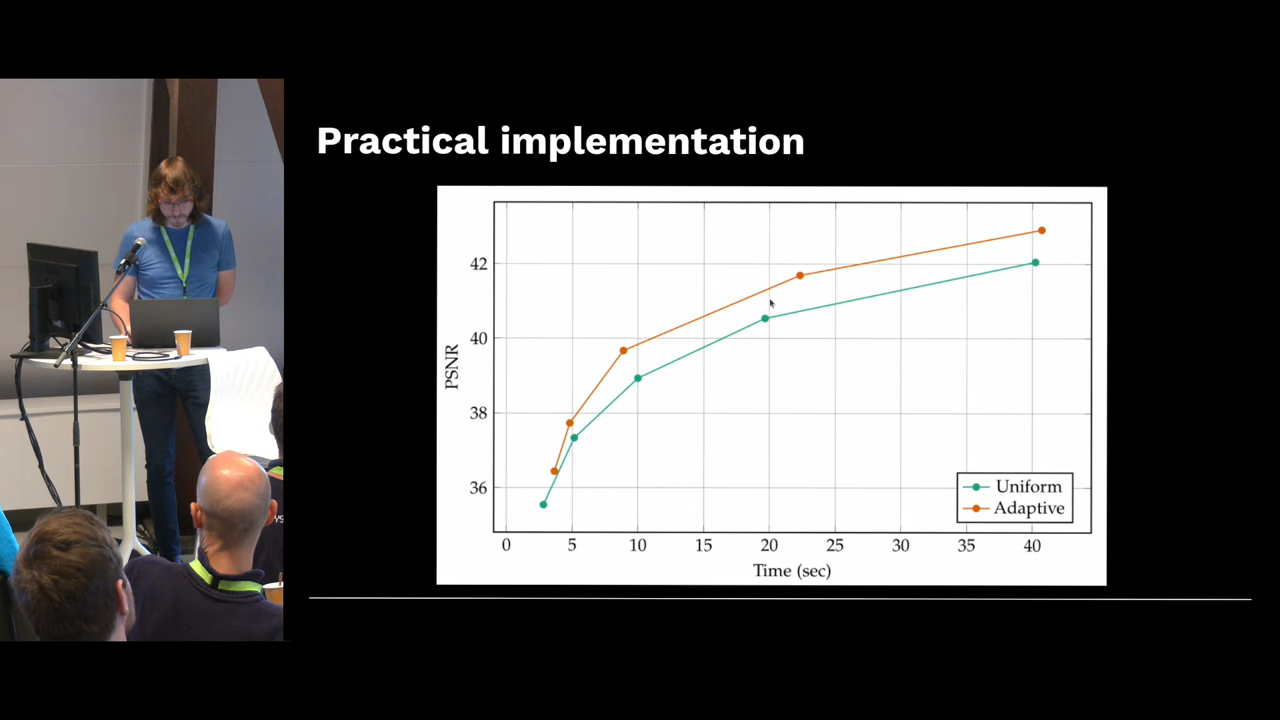 Practical implementation
42
40
38
36
PSNR
0 5 10 15 20 25 30 35 40
Time (sec)
Uniform
Adaptive